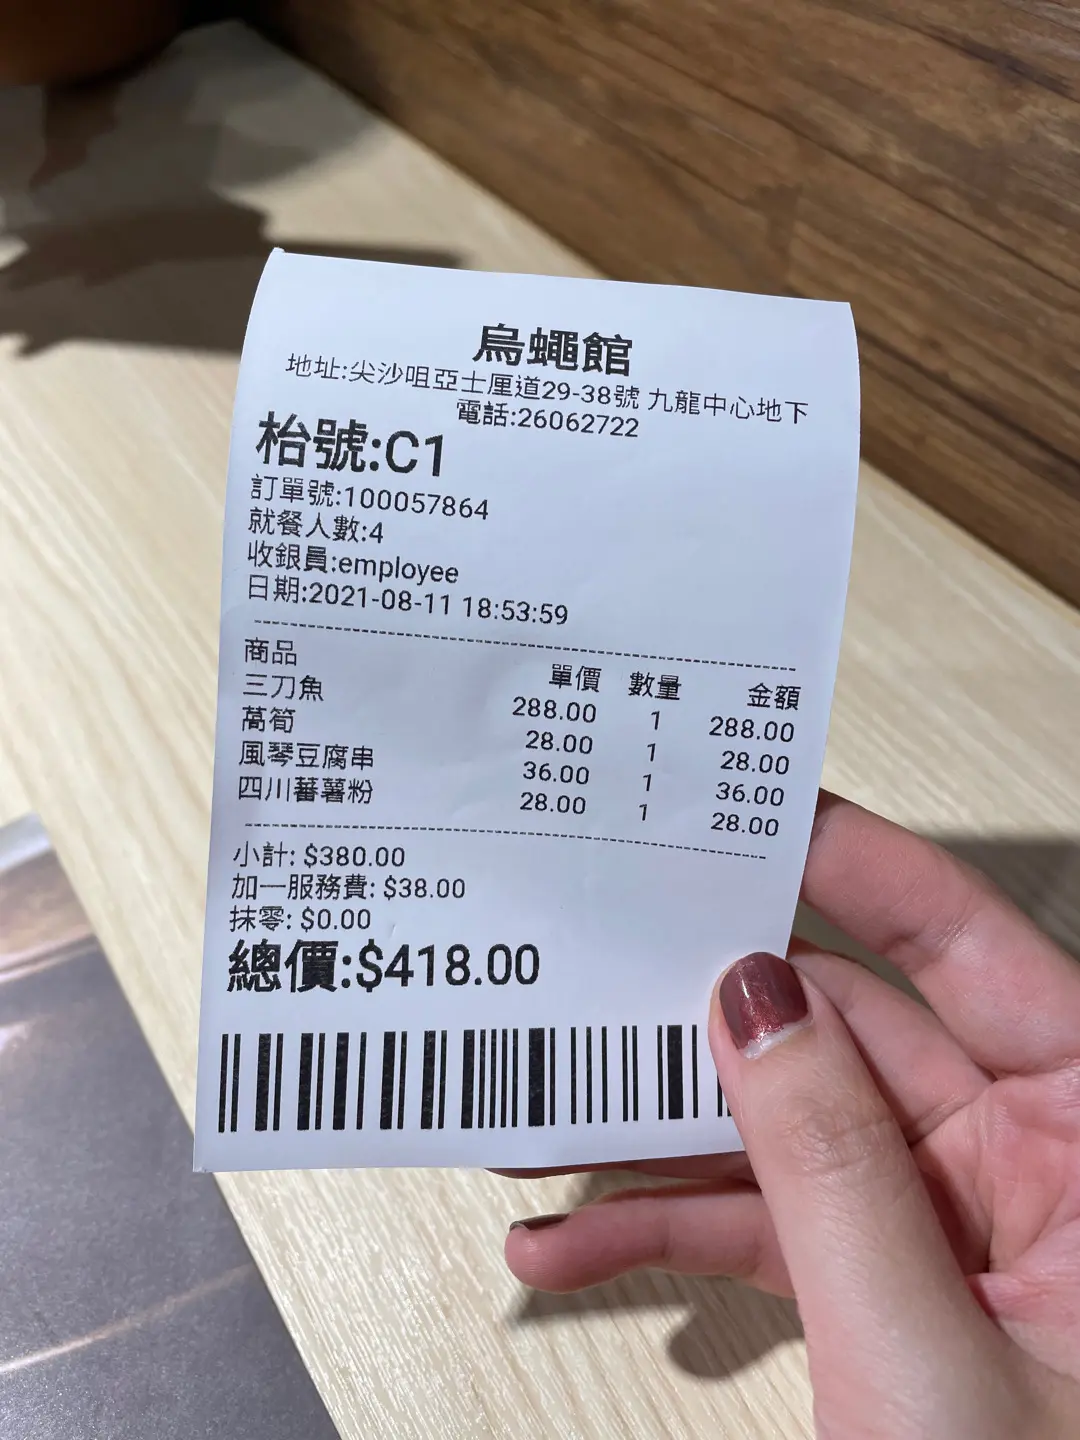 烏蠅館
地址:尖沙咀亞士厘道29-38號 九龍中心地下
電話:26062722
枱號:C1
訂單號:100057864
就餐人數:4
收銀員:employee
日期:2021-08-11 18:53:59
商品 單價 數量 金額
三刀魚 288.00 1 288.00
萵筍 28.00 1 28.00
風琴豆腐串 36.00 1 36.00
四川蕃薯粉 28.00 1 28.00
小計: $380.00
加一服務費: $38.00
抹零: $0.00
總價:$418.00